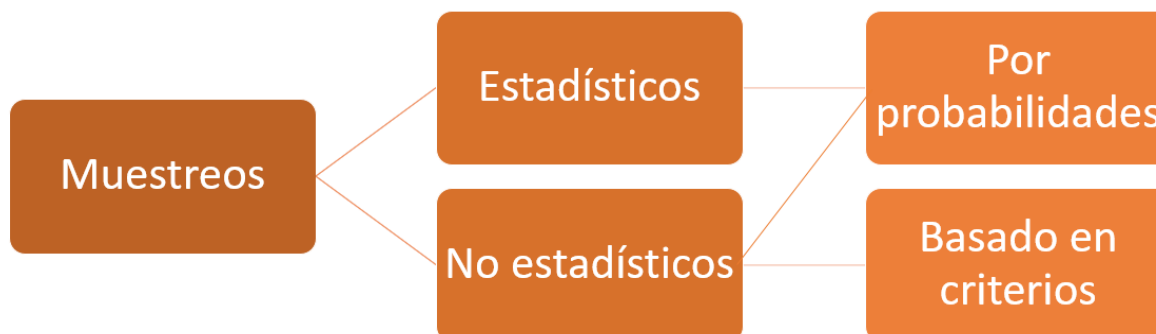 Muestreos
Estadísticos
No estadísticos
Por
probabilidades
Basado en
criterios